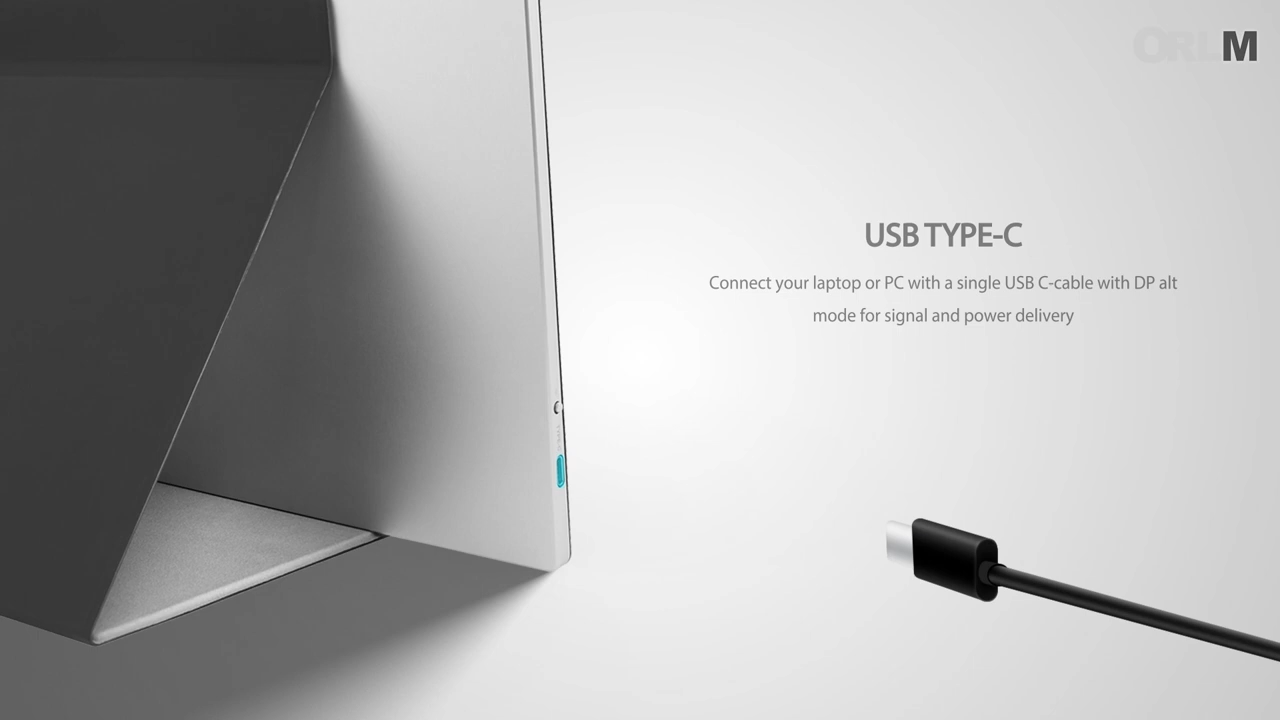 ORLM
USB TYPE-C
Connect your laptop or PC with a single USB C-cable with DP alt
mode for signal and power delivery